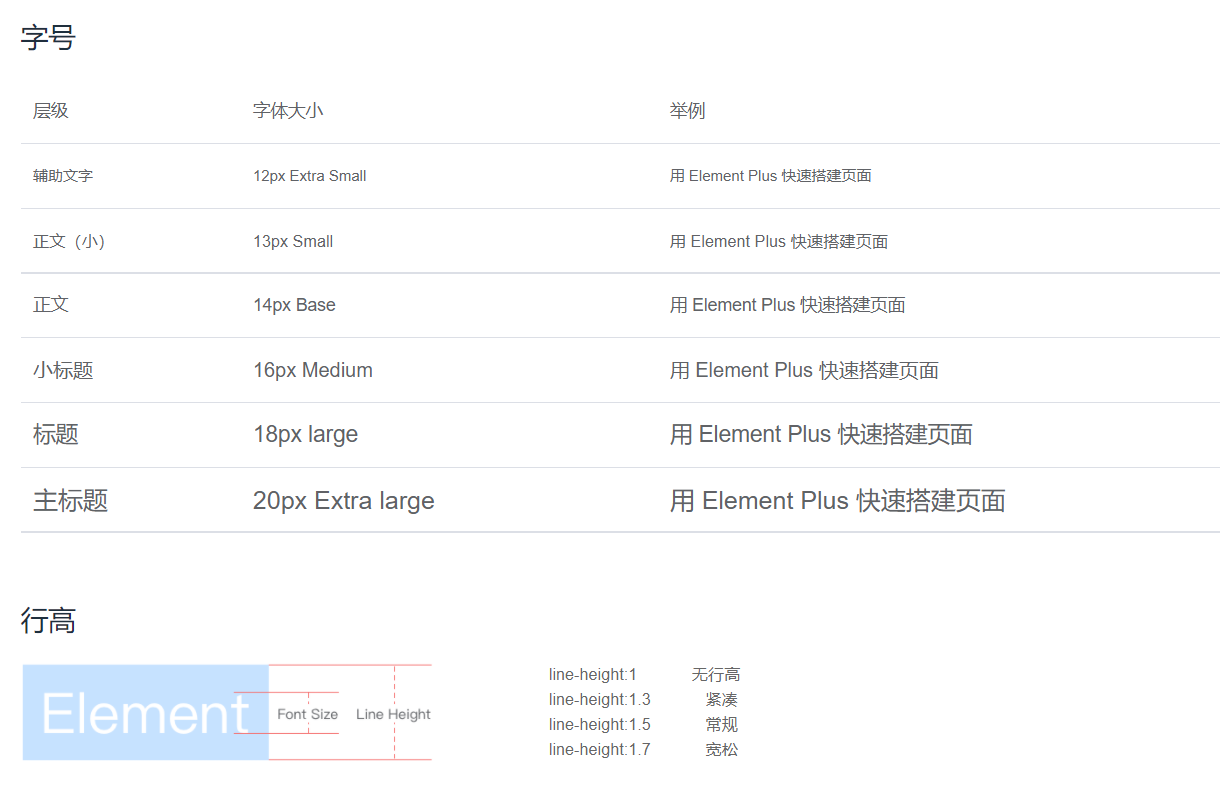 字号
层级 字体大小 举例
辅助文字 12px Extra Small 用 Element Plus 快速搭建页面
正文（小） 13px Small 用 Element Plus 快速搭建页面
正文 14px Base 用 Element Plus 快速搭建页面
小标题 16px Medium 用 Element Plus 快速搭建页面
标题 18px large 用 Element Plus 快速搭建页面
主标题 20px Extra large 用 Element Plus 快速搭建页面
行高
Element Font Size Line Height
line-height:1 无行高
line-height:1.3 紧凑
line-height:1.5 常规
line-height:1.7 宽松